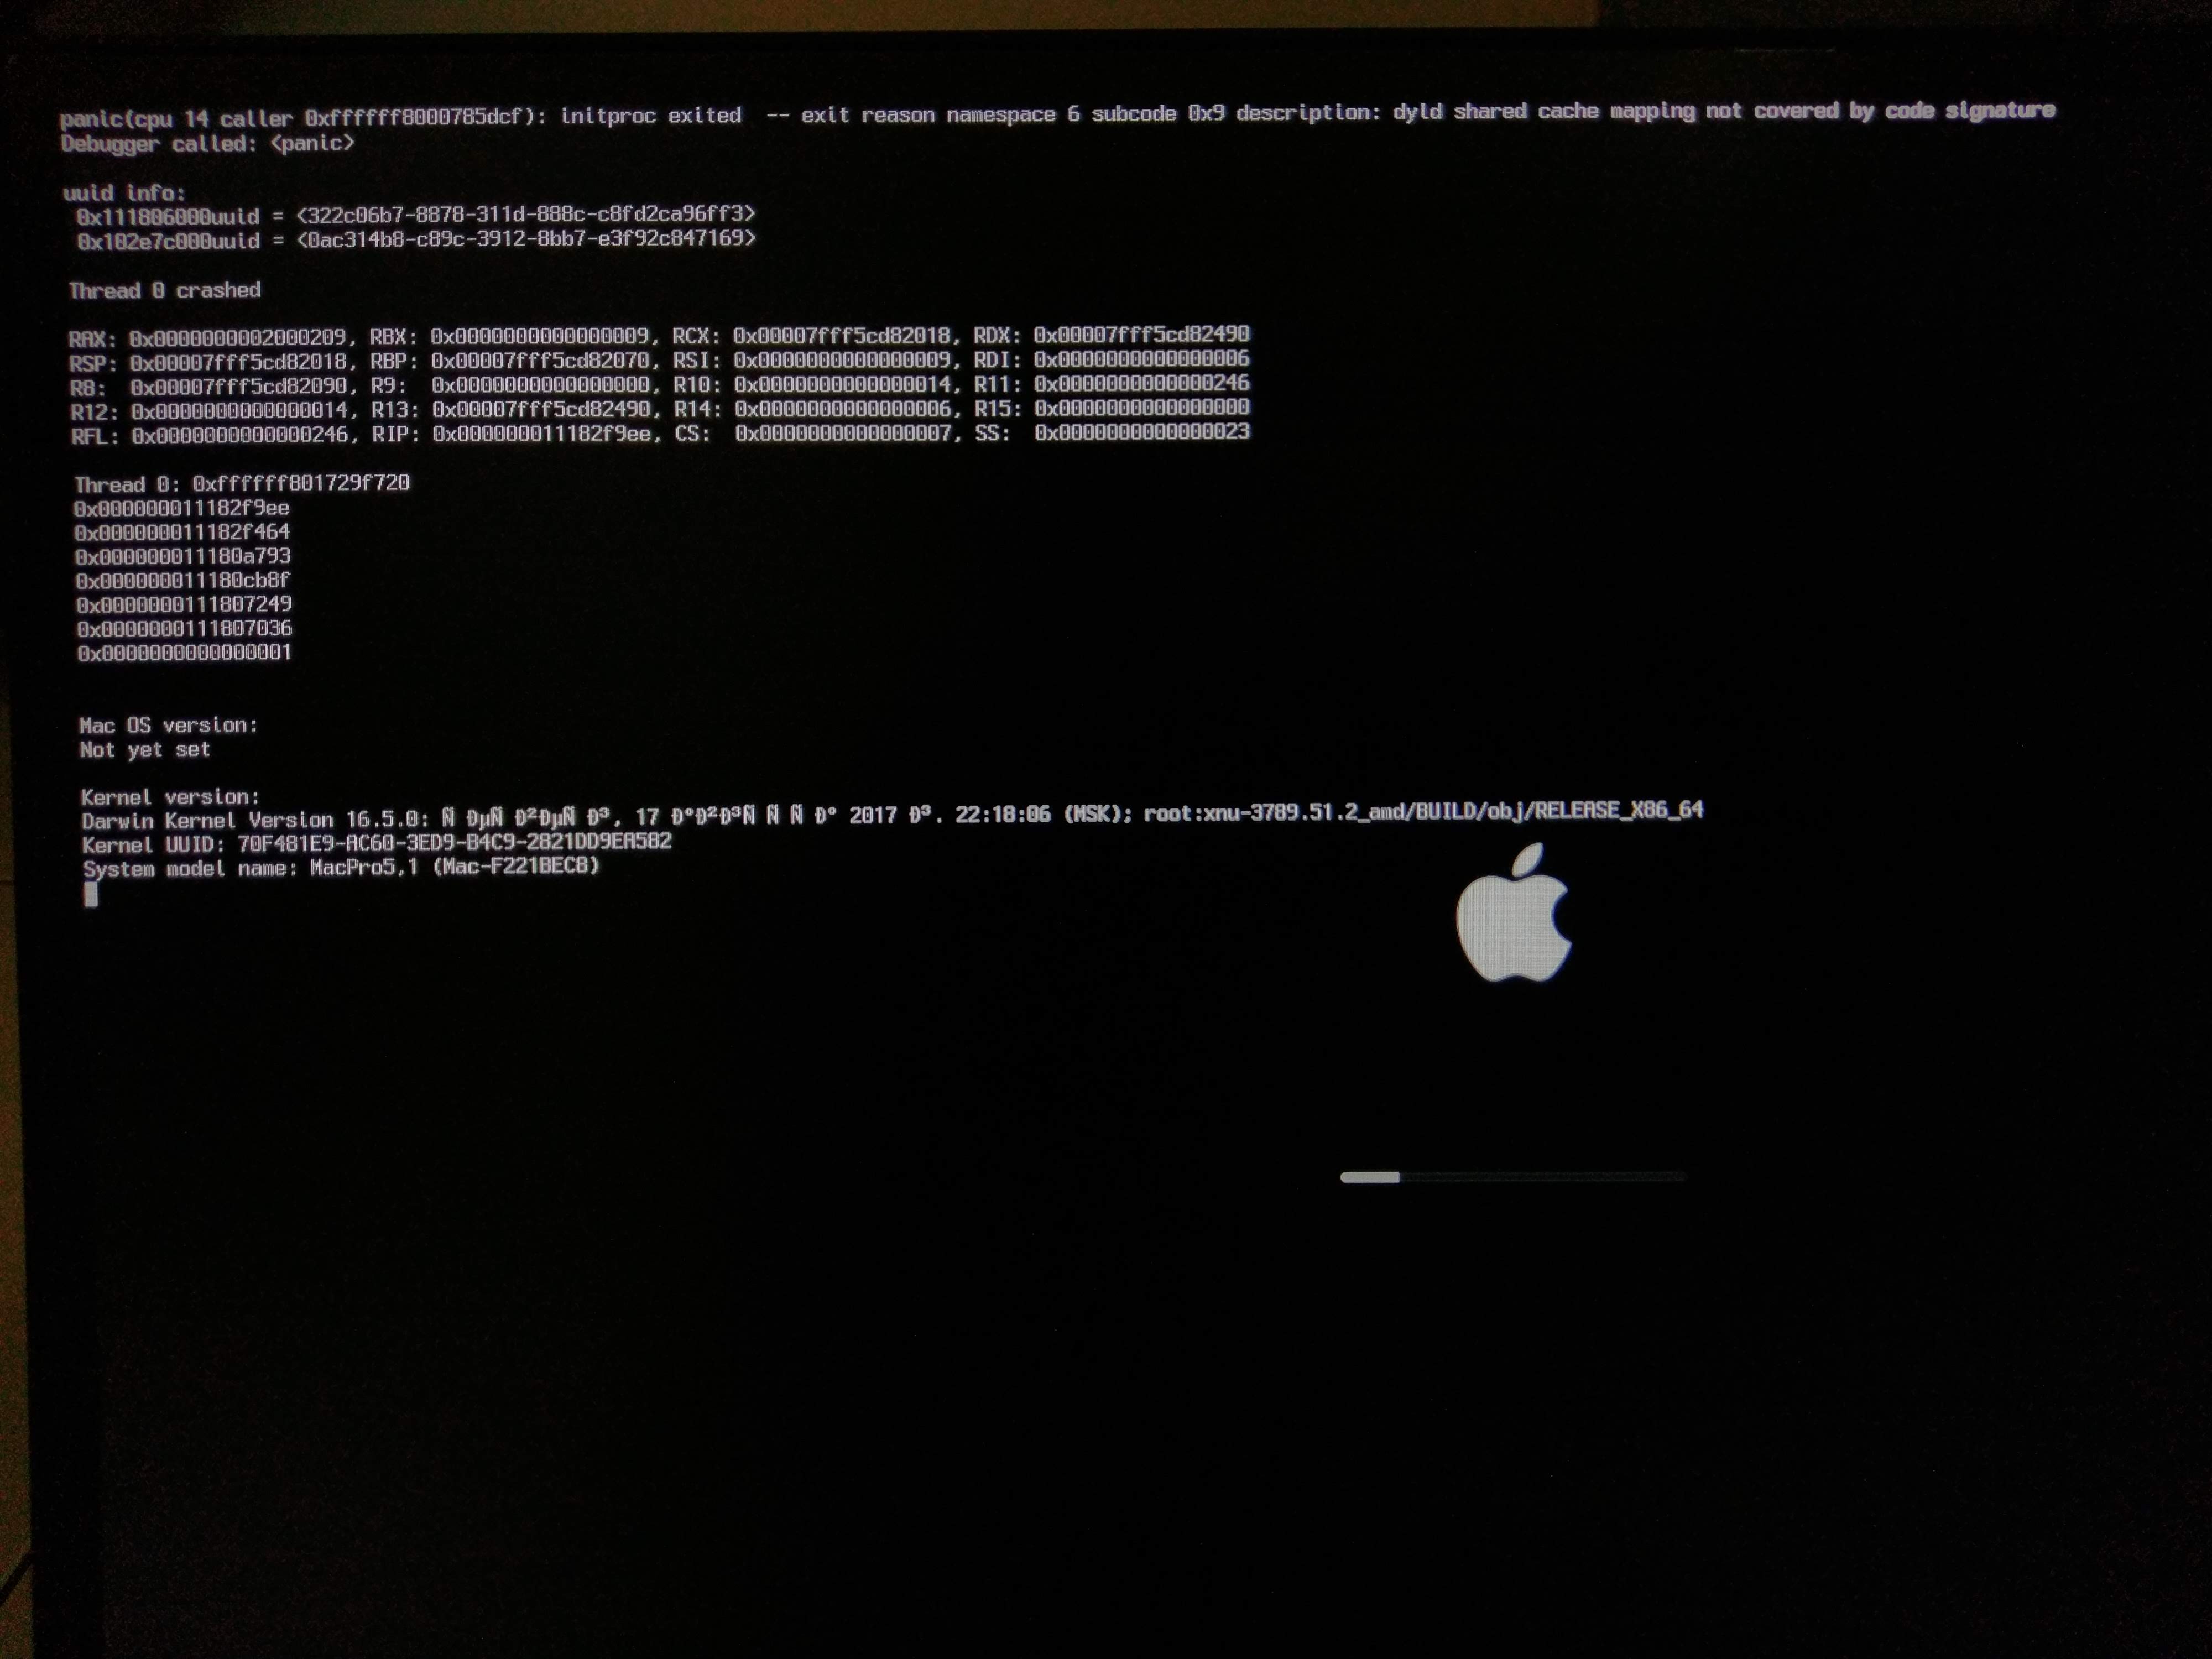 panic(cpu 14 caller 0xffffff8000785dcf): initproc exited  -- exit reason namespace 6 subcode 0x9 description: dyld shared cache mapping not covered by code signature
Debugger called: <panic>
uuid info:
0x111806000uuid = <322c06b7-8878-311d-888c-c8fd2ca96ff3>
0x102e7c000uuid = <0ac314b8-c89c-3912-8bb7-e3f92c847169>
Thread 0 crashed
RAX: 0x0000000002000209, RBX: 0x0000000000000009, RCX: 0x00007fff5cd82018, RDX: 0x00007fff5cd82490
RSP: 0x00007fff5cd82018, RBP: 0x00007fff5cd82070, RSI: 0x0000000000000009, RDI: 0x0000000000000006
R8:  0x00007fff5cd82090, R9:  0x0000000000000000, R10: 0x0000000000000014, R11: 0x0000000000000246
R12: 0x0000000000000014, R13: 0x00007fff5cd82490, R14: 0x0000000000000006, R15: 0x0000000000000000
RFL: 0x0000000000000246, RIP: 0x000000011182f9ee, CS:  0x0000000000000007, SS:  0x0000000000000023
Thread 0: 0xffffff801729f720
0x000000011182f9ee
0x000000011182f464
0x000000011180a793
0x000000011180cb8f
0x0000000111807249
0x0000000111807036
0x0000000000000001
Mac OS version:
Not yet set
Kernel version:
Darwin Kernel Version 16.5.0: Ñ ÐµÑ Ð²ÐµÑ Ð³, 17 Ð°Ð²Ð³Ñ Ñ Ñ Ð° 2017 Ð³. 22:18:06 (MSK); root:xnu-3789.51.2_amd/BUILD/obj/RELEASE_X86_64
Kernel UUID: 70F481E9-AC60-3ED9-B4C9-2821DD9EA582
System model name: MacPro5,1 (Mac-F221BEC8)